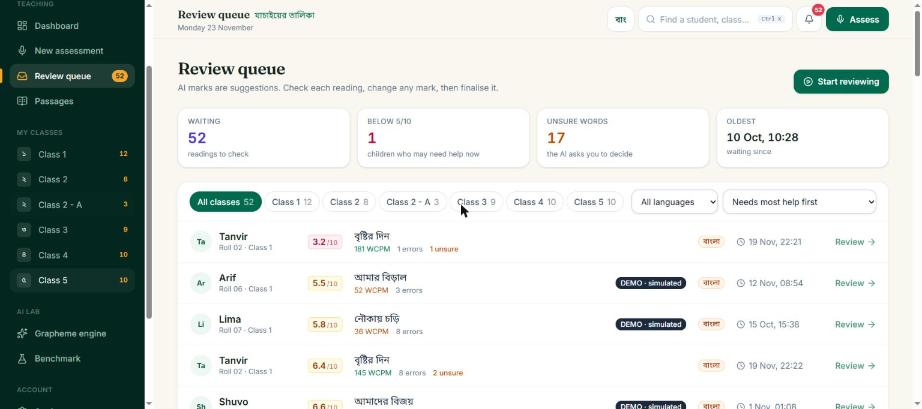 TEACHING
Dashboard
New assessment
Review queue 52
Passages
MY CLASSES
১ Class 1 12
২ Class 2 8
২ Class 2 - A 3
৩ Class 3 9
৪ Class 4 10
৫ Class 5 10
AI LAB
Grapheme engine
Benchmark
ACCOUNT
Review queue যাচাইয়ের তালিকা
Monday 23 November
বাং
Find a student, class...
Ctrl K
52
Assess
Review queue
AI marks are suggestions. Check each reading, change any mark, then finalise it.
Start reviewing
WAITING
52
readings to check
BELOW 5/10
1
children who may need help now
UNSURE WORDS
17
the AI asks you to decide
OLDEST
10 Oct, 10:28
waiting since
All classes 52 Class 1 12 Class 2 8 Class 2 - A 3 Class 3 9 Class 4 10 Class 5 10 All languages Needs most help first
Ta Tanvir 3.2/10 বৃষ্টির দিন বাংলা 19 Nov, 22:21 Review →
Roll 02 · Class 1 181 WCPM 1 errors 1 unsure
Ar Arif 5.5/10 আমার বিড়াল DEMO · simulated বাংলা 12 Nov, 08:54 Review →
Roll 06 · Class 1 52 WCPM 3 errors
Li Lima 5.8/10 নৌকায় চড়ি DEMO · simulated বাংলা 15 Oct, 15:38 Review →
Roll 07 · Class 1 36 WCPM 8 errors
Ta Tanvir 6.4/10 বৃষ্টির দিন বাংলা 19 Nov, 22:22 Review →
Roll 02 · Class 1 145 WCPM 8 errors 2 unsure
Sh Shuvo 6.6/10 আমাদের বিজয় DEMO · simulated বাংলা 1 Nov, 01:08 Review →